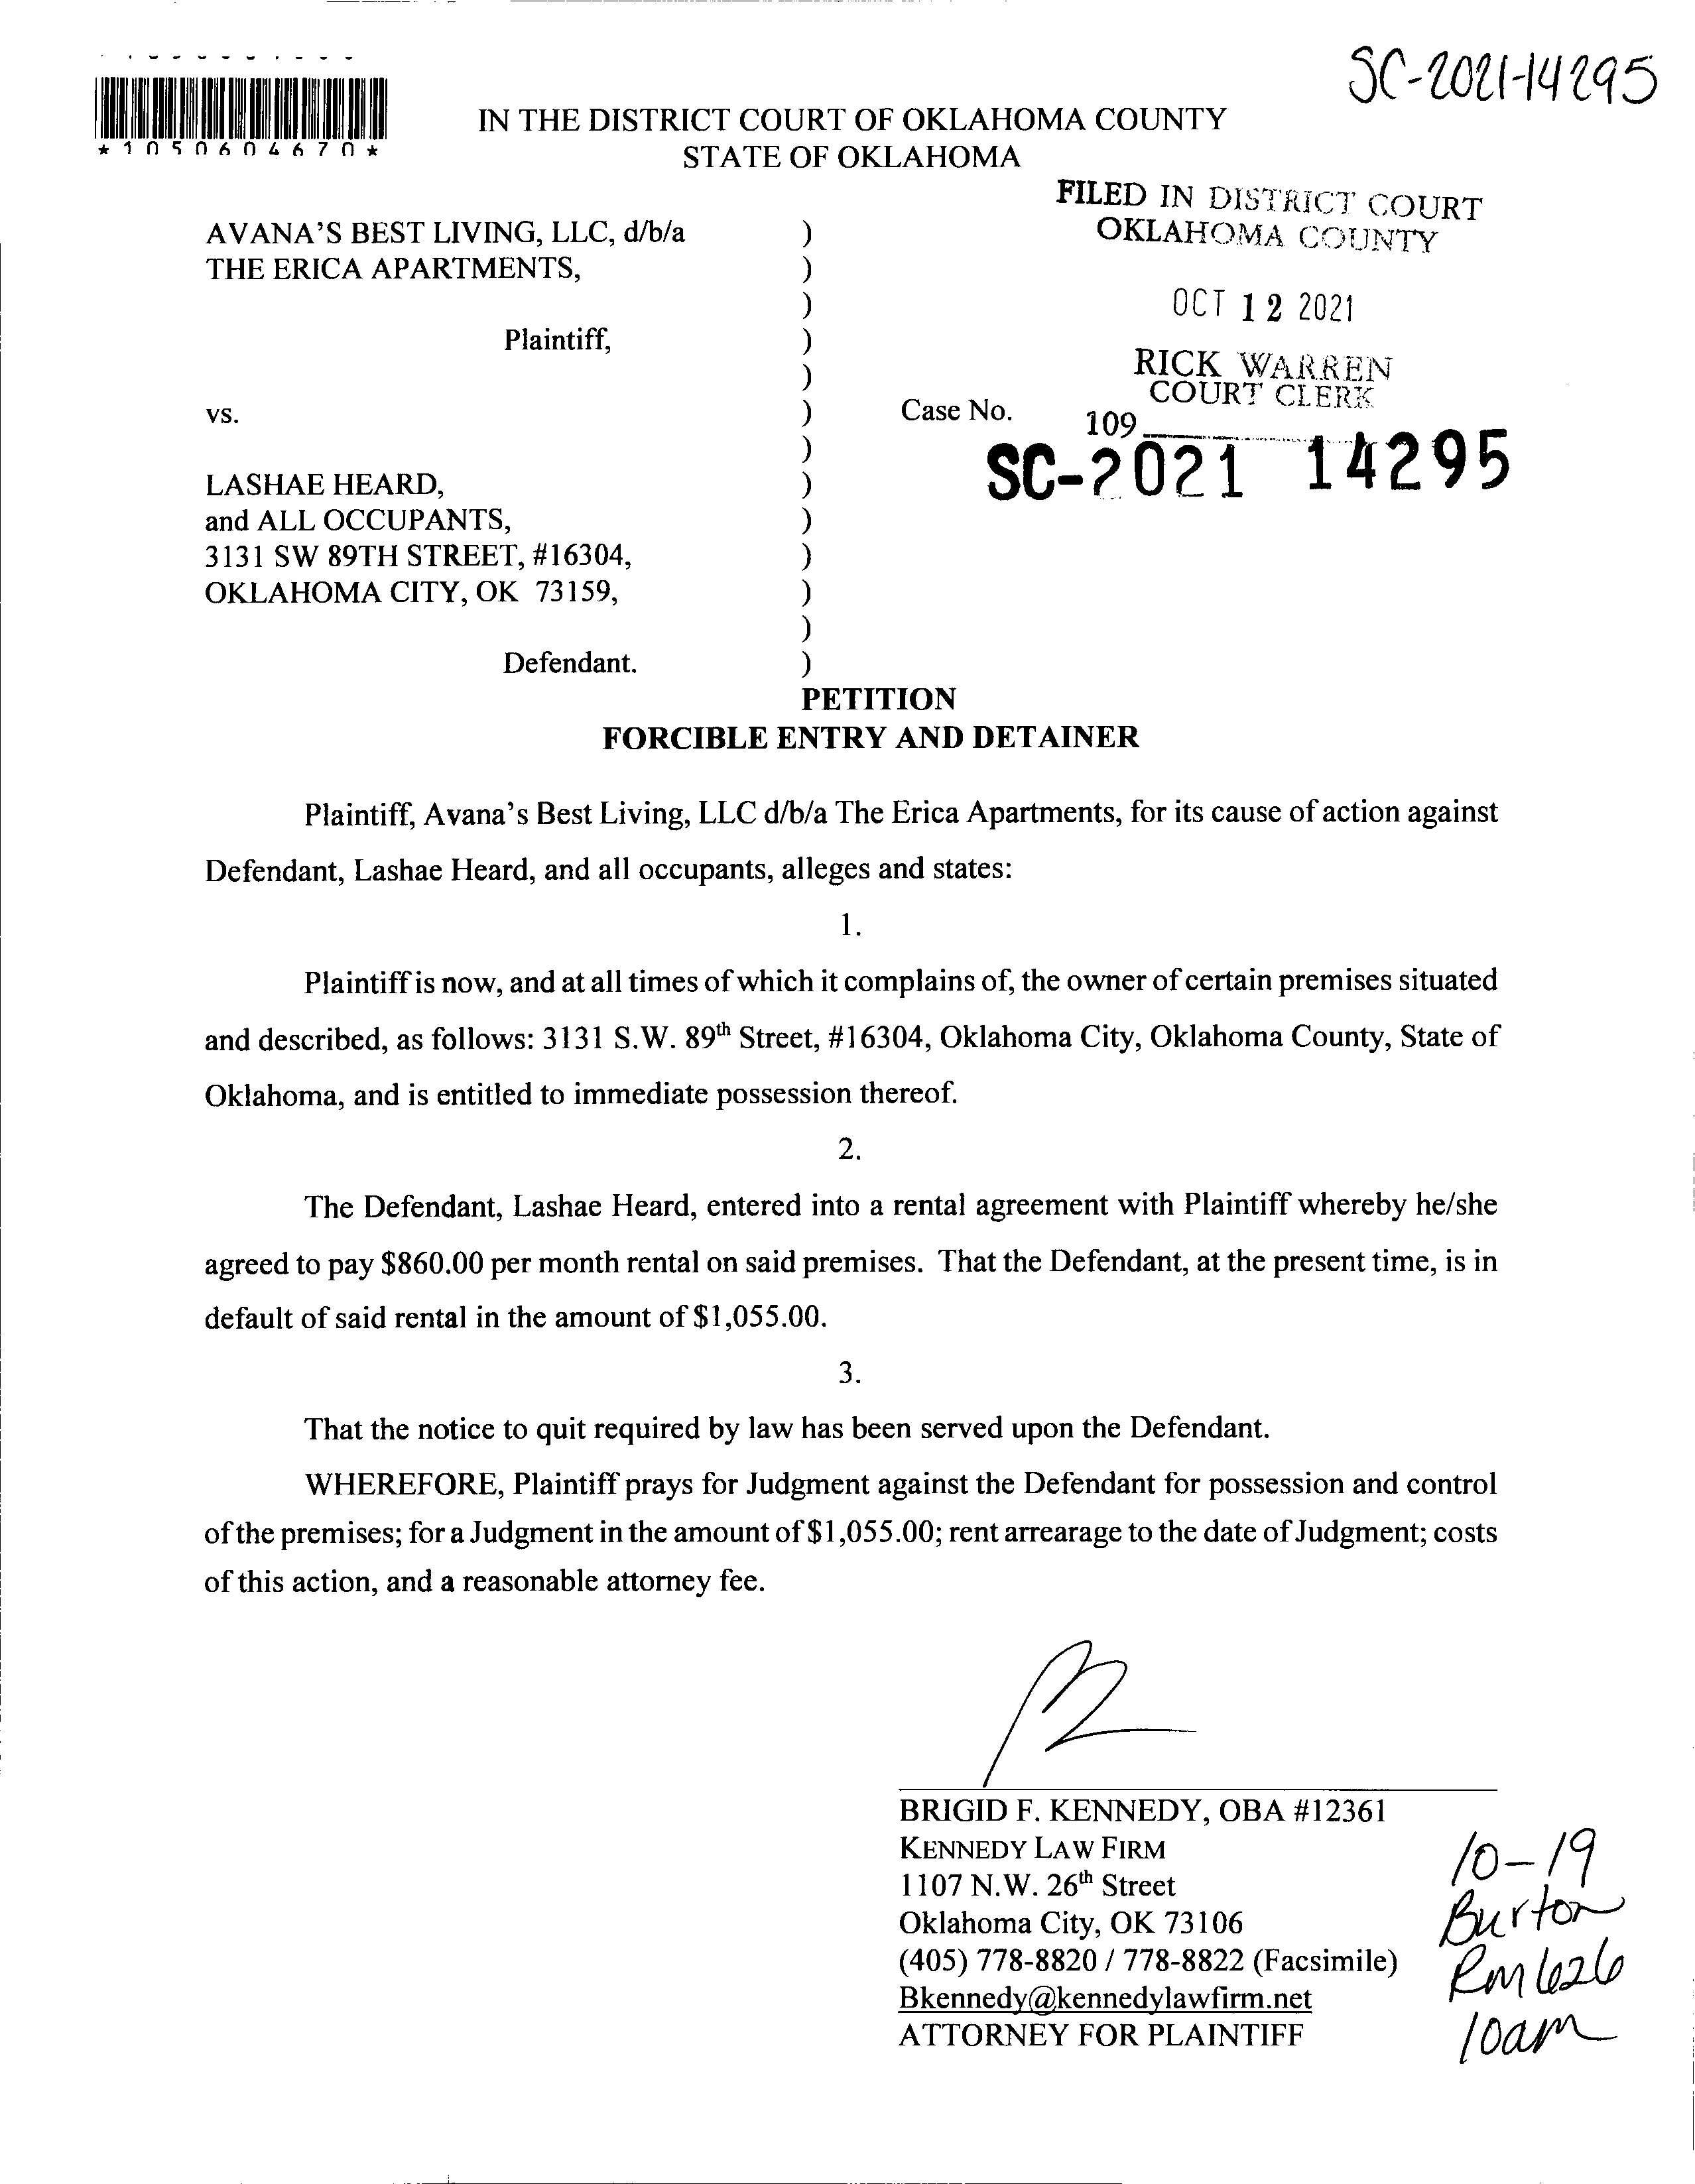 SC-2021-14295
*1050604670*
IN THE DISTRICT COURT OF OKLAHOMA COUNTY
STATE OF OKLAHOMA
FILED IN DISTRICT COURT
OKLAHOMA COUNTY
OCT 12 2021
RICK WARREN
COURT CLERK
109
AVANA'S BEST LIVING, LLC, d/b/a )
THE ERICA APARTMENTS, )
)
Plaintiff, )
)
vs. ) Case No.
)
SC-2021 14295
LASHAE HEARD, )
and ALL OCCUPANTS, )
3131 SW 89TH STREET, #16304, )
OKLAHOMA CITY, OK 73159, )
)
Defendant. )
PETITION
FORCIBLE ENTRY AND DETAINER
Plaintiff, Avana's Best Living, LLC d/b/a The Erica Apartments, for its cause of action against
Defendant, Lashae Heard, and all occupants, alleges and states:
1.
Plaintiff is now, and at all times of which it complains of, the owner of certain premises situated
and described, as follows: 3131 S.W. 89th Street, #16304, Oklahoma City, Oklahoma County, State of
Oklahoma, and is entitled to immediate possession thereof.
2.
The Defendant, Lashae Heard, entered into a rental agreement with Plaintiff whereby he/she
agreed to pay $860.00 per month rental on said premises. That the Defendant, at the present time, is in
default of said rental in the amount of $1,055.00.
3.
That the notice to quit required by law has been served upon the Defendant.
WHEREFORE, Plaintiff prays for Judgment against the Defendant for possession and control
of the premises; for a Judgment in the amount of $1,055.00; rent arrearage to the date of Judgment; costs
of this action, and a reasonable attorney fee.
BRIGID F. KENNEDY, OBA #12361
KENNEDY LAW FIRM
1107 N.W. 26th Street
Oklahoma City, OK 73106
(405) 778-8820 / 778-8822 (Facsimile)
Bkennedy@kennedylawfirm.net
ATTORNEY FOR PLAINTIFF
10-19
Burton
Rm 626
10am